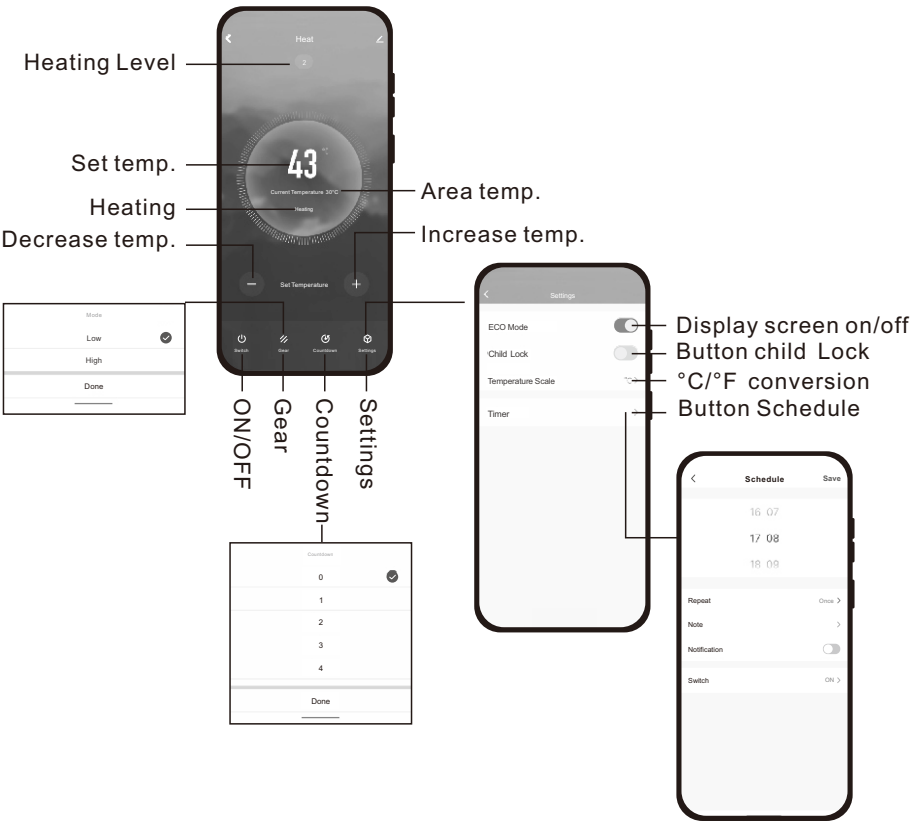 Heating Level
Set temp.
Heating
Decrease temp.
Heat
2
43
°C
Current Temperature 30°C
Heating
Set Temperature
Switch
Gear
Countdown
Settings
Area temp.
Increase temp.
Mode
Low
High
Done
ON/OFF
Gear
Countdown
Settings
Countdown
0
1
2
3
4
Done
Settings
ECO Mode
Child Lock
Temperature Scale
°C
Timer
Display screen on/off
Button child Lock
°C/°F conversion
Button Schedule
Schedule
Save
16 07
17 08
18 09
Repeat
Once
Note
Notification
Switch
ON